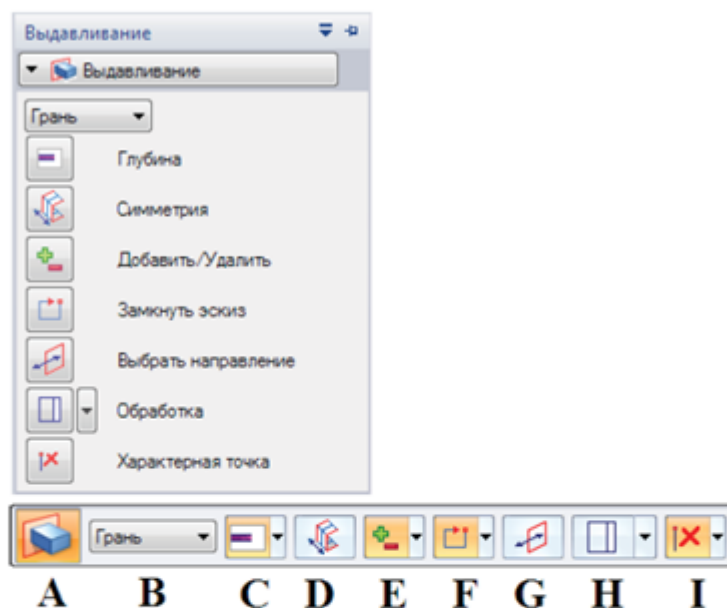 Выдавливание
Выдавливание
Грань
Глубина
Симметрия
Добавить/Удалить
Замкнуть эскиз
Выбрать направление
Обработка
Характерная точка
Грань
A B C D E F G H I